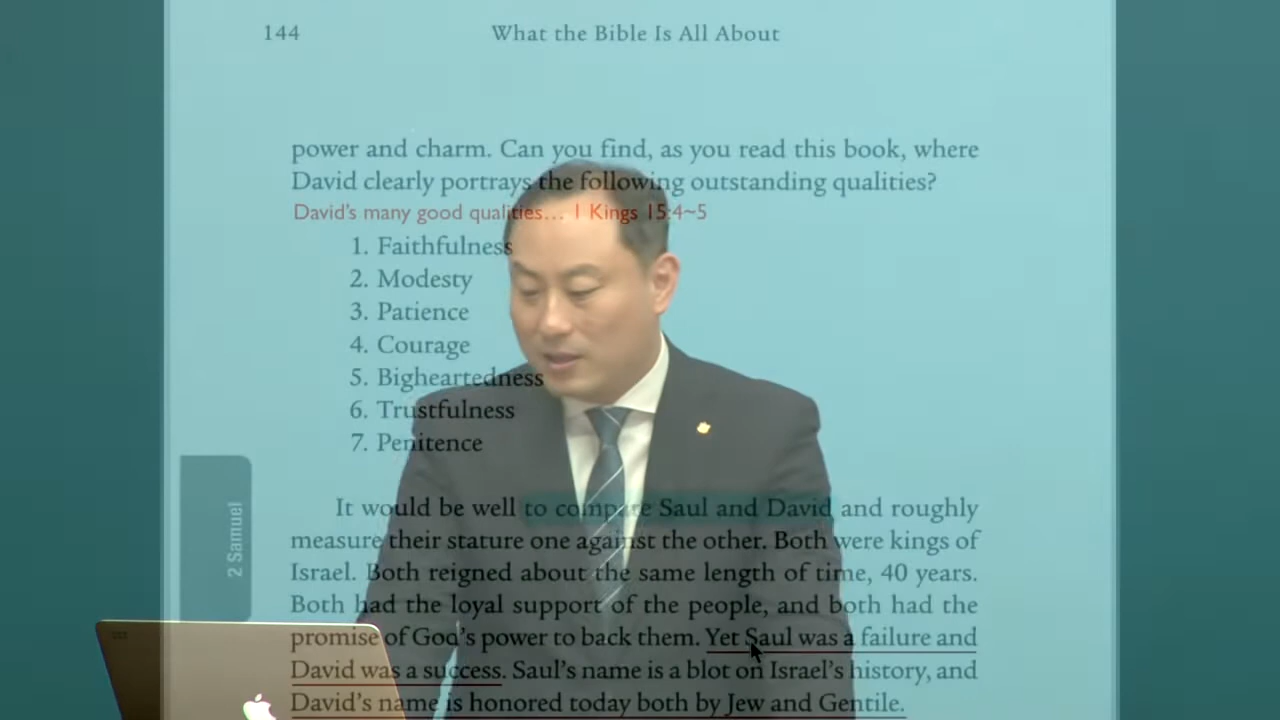 144 What the Bible Is All About
power and charm. Can you find, as you read this book, where
David clearly portrays the following outstanding qualities?
David's many good qualities... 1 Kings 15:4~5
1. Faithfulness
2. Modesty
3. Patience
4. Courage
5. Bigheartedness
6. Trustfulness
7. Penitence
2 Samuel
It would be well to compare Saul and David and roughly
measure their stature one against the other. Both were kings of
Israel. Both reigned about the same length of time, 40 years.
Both had the loyal support of the people, and both had the
promise of God's power to back them. Yet Saul was a failure and
David was a success. Saul's name is a blot on Israel's history, and
David's name is honored today both by Jew and Gentile.